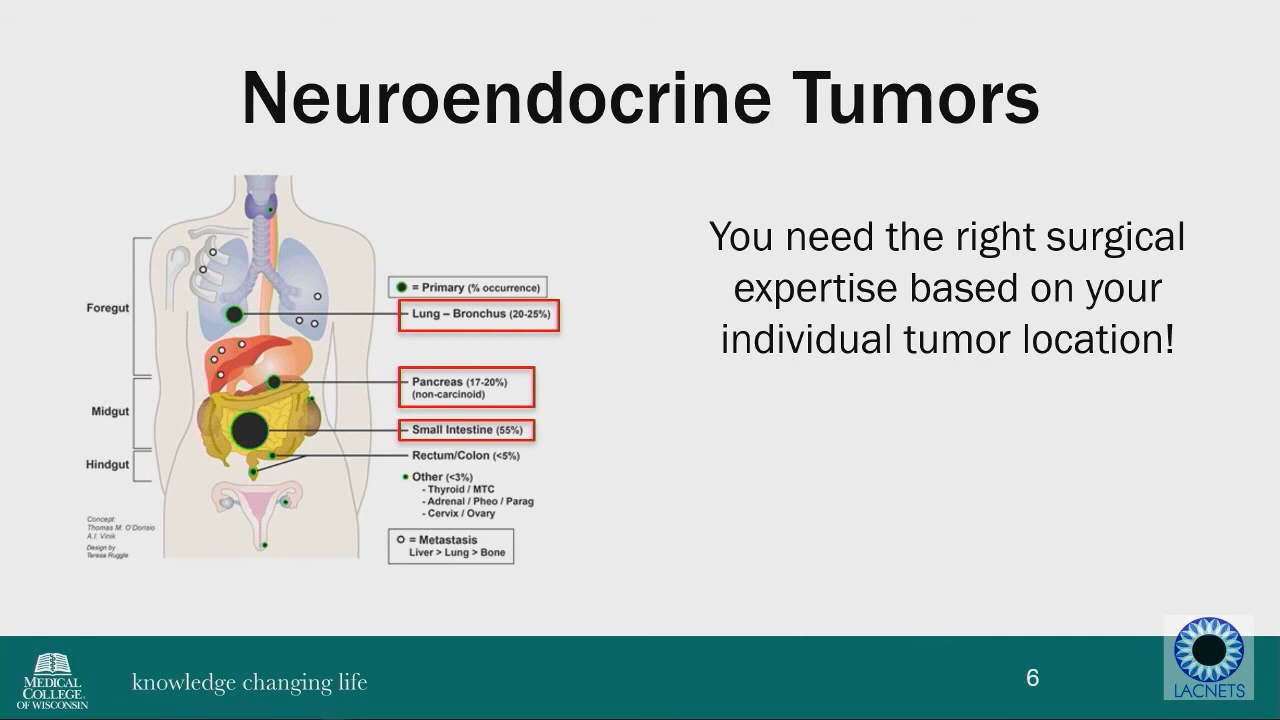 Neuroendocrine Tumors
You need the right surgical
expertise based on your
individual tumor location!
Foregut
Midgut
Hindgut
= Primary (% occurrence)
Lung – Bronchus (20-25%)
Pancreas (17-20%)
(non-carcinoid)
Small Intestine (55%)
Rectum/Colon (<5%)
Other (<3%)
- Thyroid / MTC
- Adrenal / Pheo / Parag
- Cervix / Ovary
= Metastasis
Liver > Lung > Bone
Concept:
Thomas M. O'Dorisio
A.I. Vinik
Design by
Teresa Ruggle
MEDICAL
COLLEGE
OF WISCONSIN
knowledge changing life
6
LACNETS